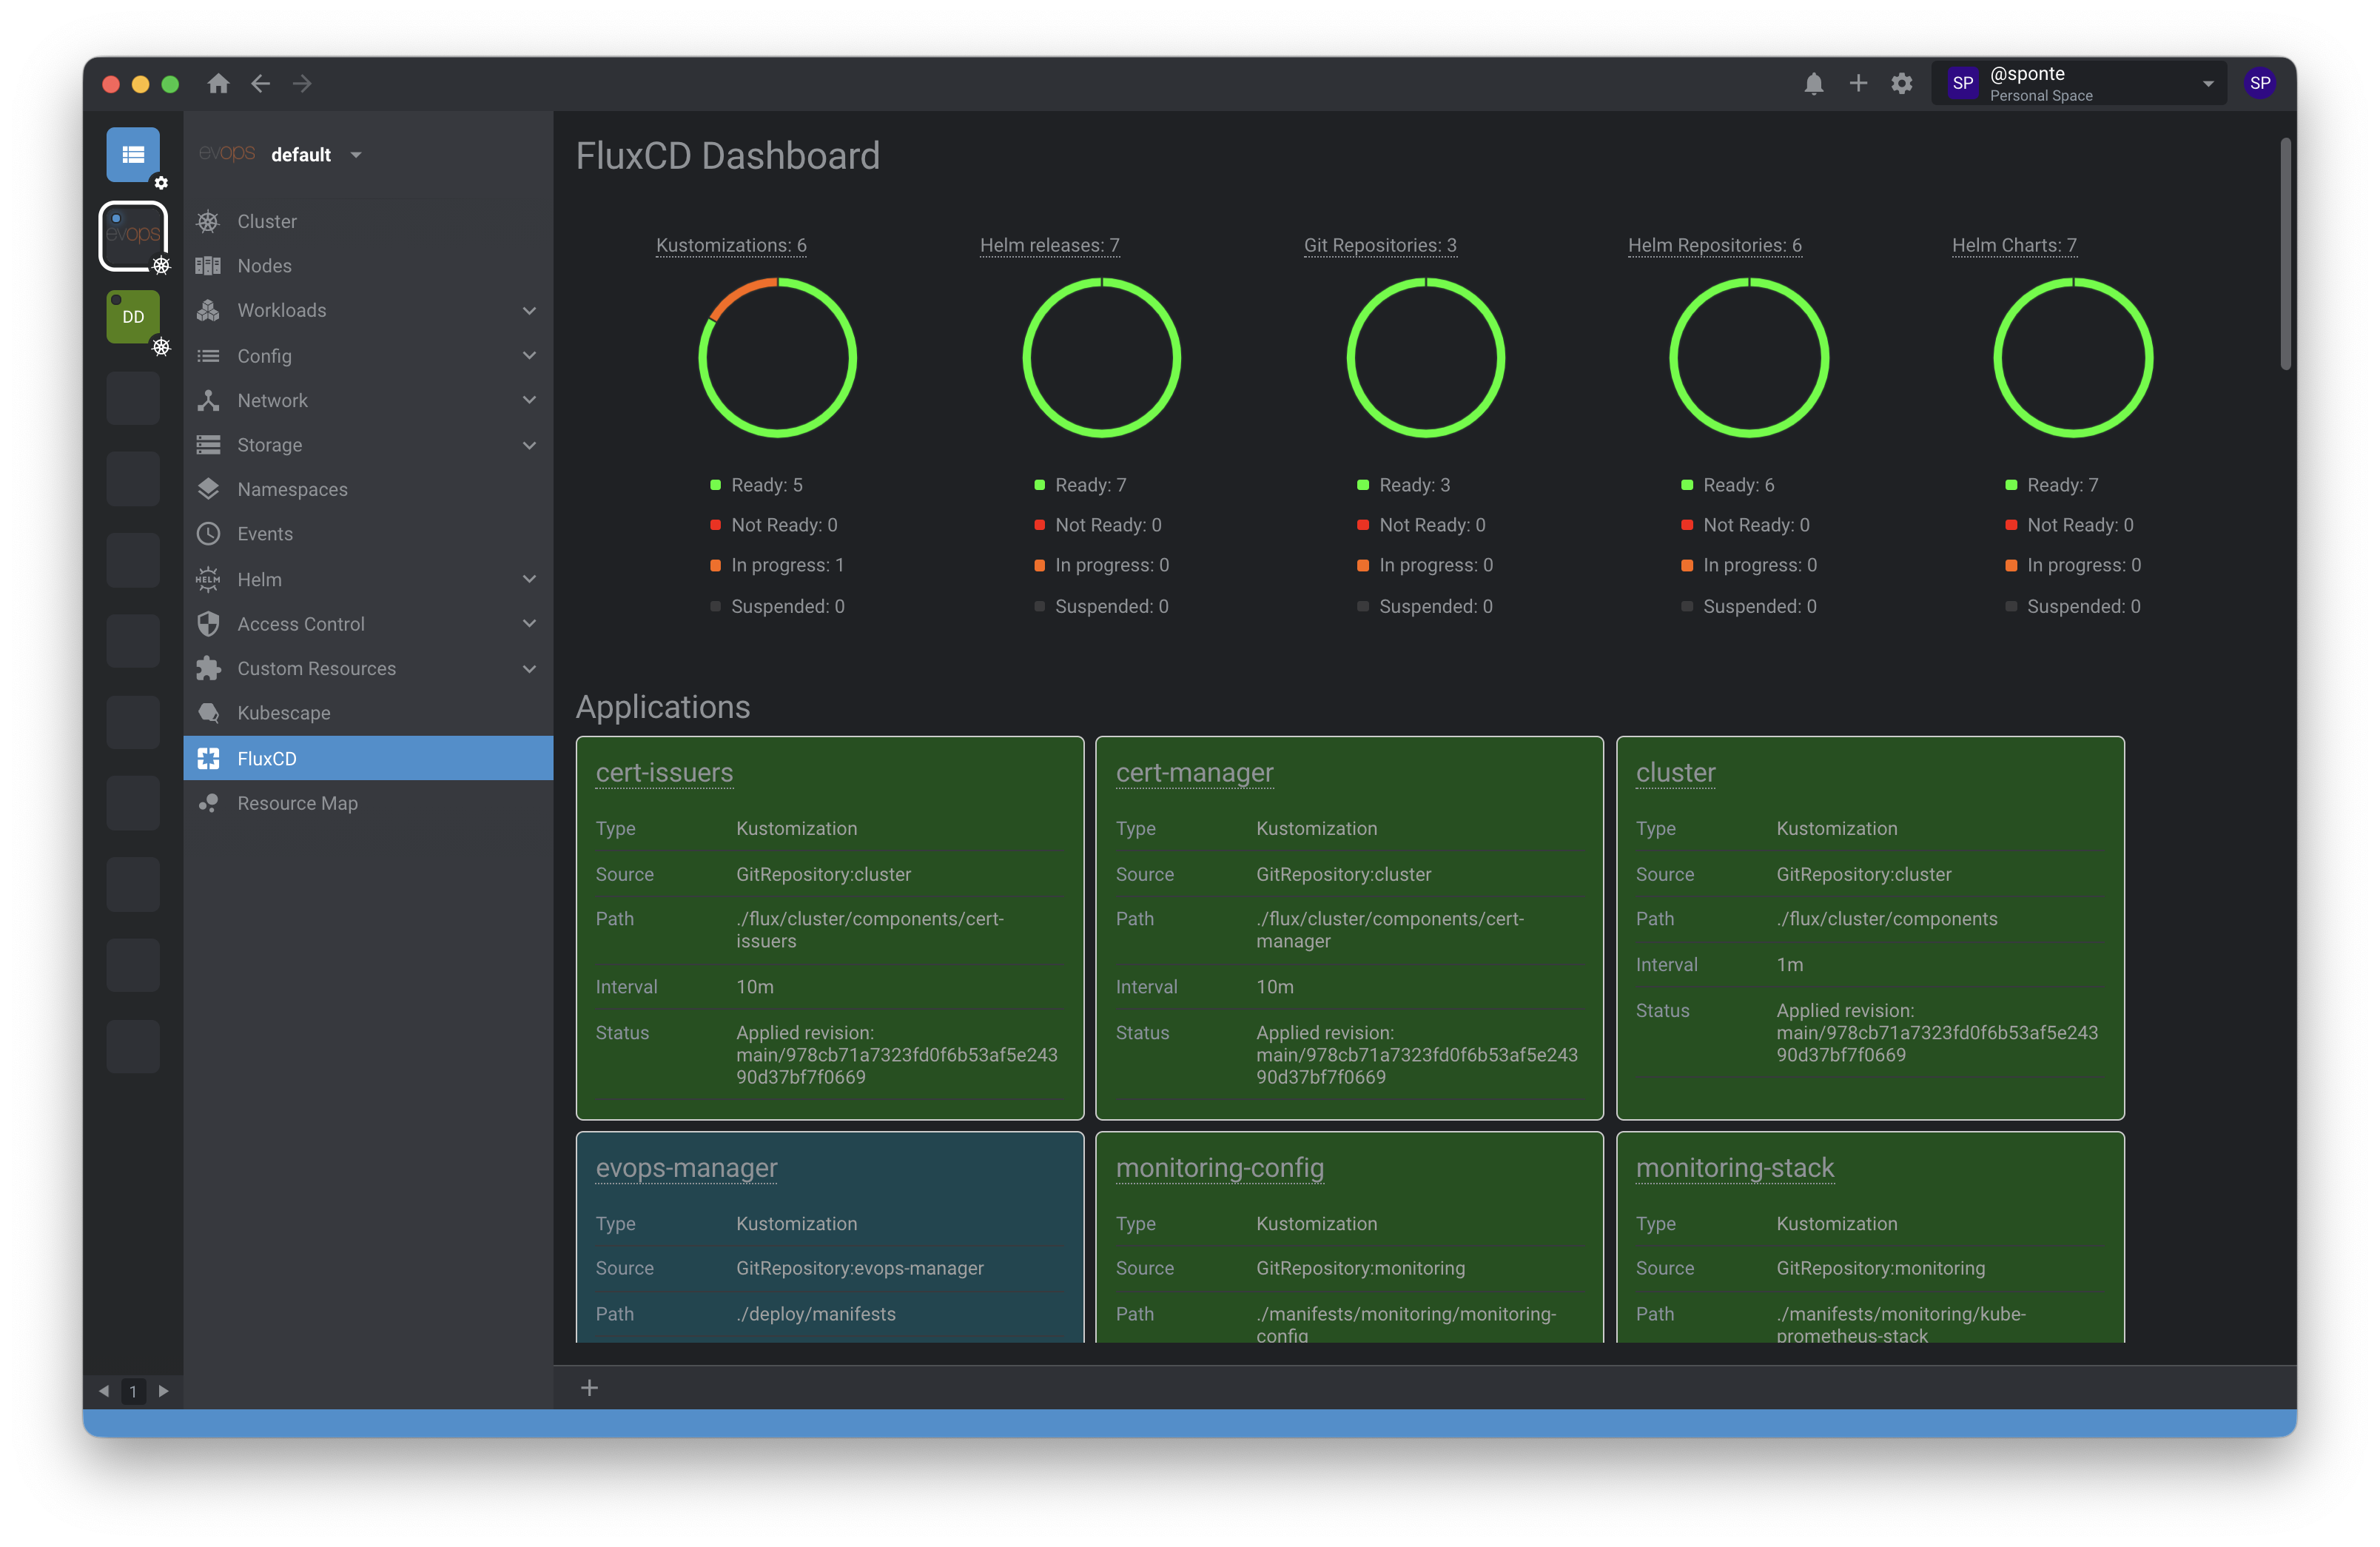 SP
@sponte
Personal Space
SP
evops
default
evops
DD
Cluster
Nodes
Workloads
Config
Network
Storage
Namespaces
Events
HELM
Helm
Access Control
Custom Resources
Kubescape
FluxCD
Resource Map
1
FluxCD Dashboard
Kustomizations: 6
Ready: 5
Not Ready: 0
In progress: 1
Suspended: 0
Helm releases: 7
Ready: 7
Not Ready: 0
In progress: 0
Suspended: 0
Git Repositories: 3
Ready: 3
Not Ready: 0
In progress: 0
Suspended: 0
Helm Repositories: 6
Ready: 6
Not Ready: 0
In progress: 0
Suspended: 0
Helm Charts: 7
Ready: 7
Not Ready: 0
In progress: 0
Suspended: 0
Applications
cert-issuers
Type Kustomization
Source GitRepository:cluster
Path ./flux/cluster/components/cert-
issuers
Interval 10m
Status Applied revision:
main/978cb71a7323fd0f6b53af5e243
90d37bf7f0669
cert-manager
Type Kustomization
Source GitRepository:cluster
Path ./flux/cluster/components/cert-
manager
Interval 10m
Status Applied revision:
main/978cb71a7323fd0f6b53af5e243
90d37bf7f0669
cluster
Type Kustomization
Source GitRepository:cluster
Path ./flux/cluster/components
Interval 1m
Status Applied revision:
main/978cb71a7323fd0f6b53af5e243
90d37bf7f0669
evops-manager
Type Kustomization
Source GitRepository:evops-manager
Path ./deploy/manifests
monitoring-config
Type Kustomization
Source GitRepository:monitoring
Path ./manifests/monitoring/monitoring-
config
monitoring-stack
Type Kustomization
Source GitRepository:monitoring
Path ./manifests/monitoring/kube-
prometheus-stack